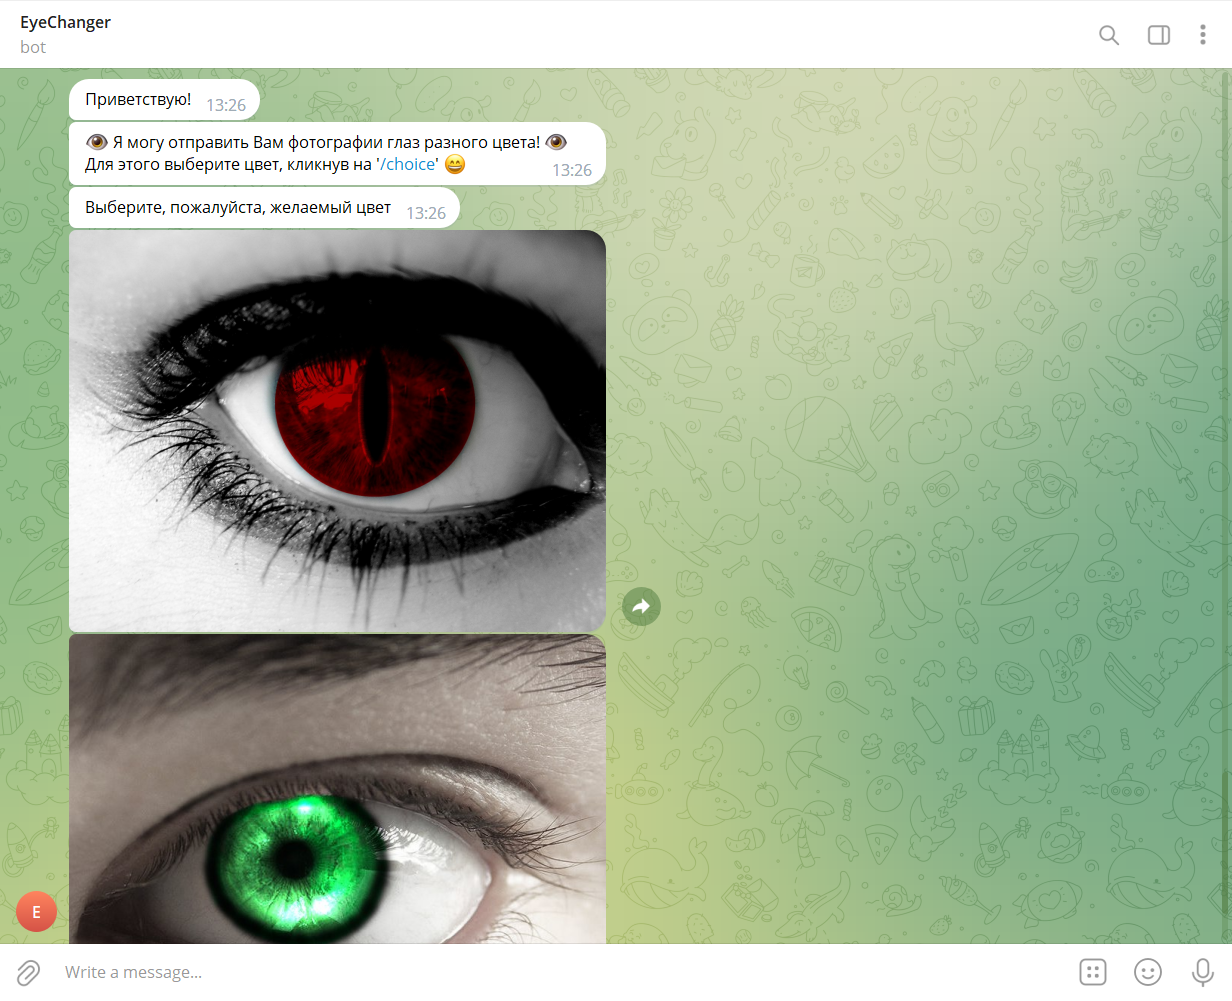 EyeChanger
bot
Приветствую! 13:26
👁 Я могу отправить Вам фотографии глаз разного цвета! 👁
Для этого выберите цвет, кликнув на '/choice' 😄 13:26
Выберите, пожалуйста, желаемый цвет 13:26
E
Write a message...